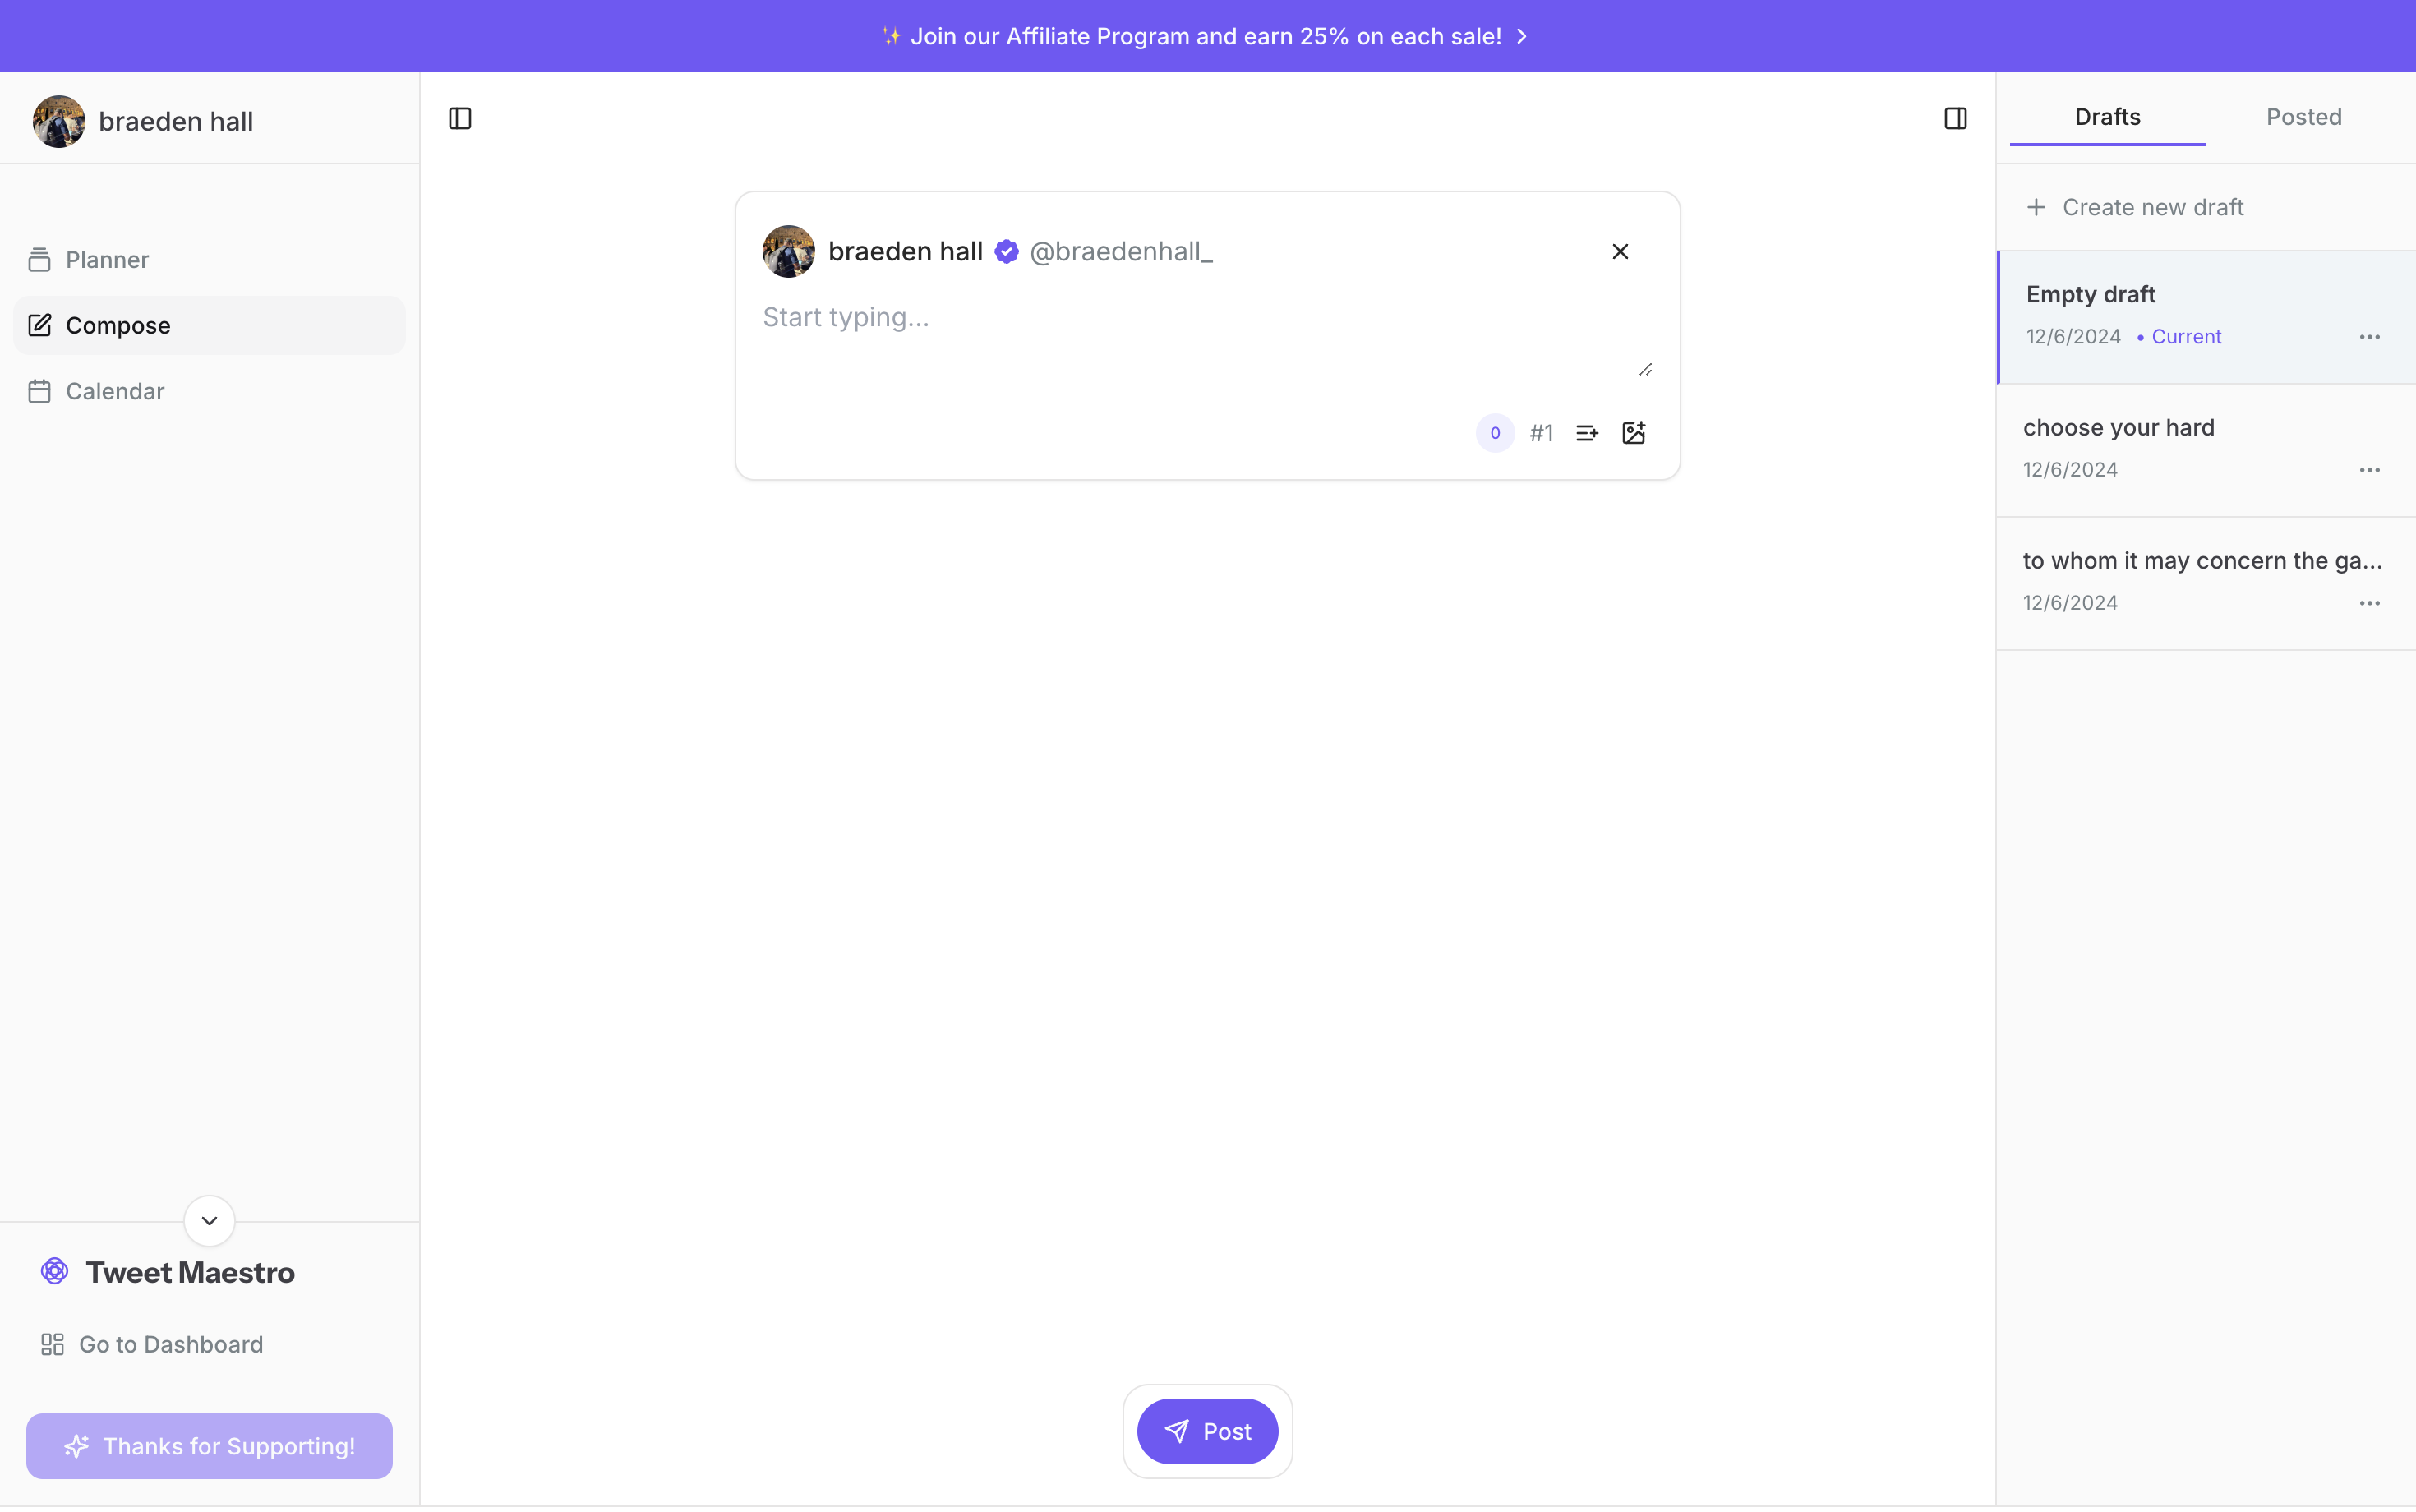 ✨ Join our Affiliate Program and earn 25% on each sale!
braeden hall
Planner
Compose
Calendar
Tweet Maestro
Go to Dashboard
Thanks for Supporting!
braeden hall @braedenhall_
Start typing...
0 #1
Post
Drafts Posted
Create new draft
Empty draft
12/6/2024 • Current
choose your hard
12/6/2024
to whom it may concern the ga...
12/6/2024